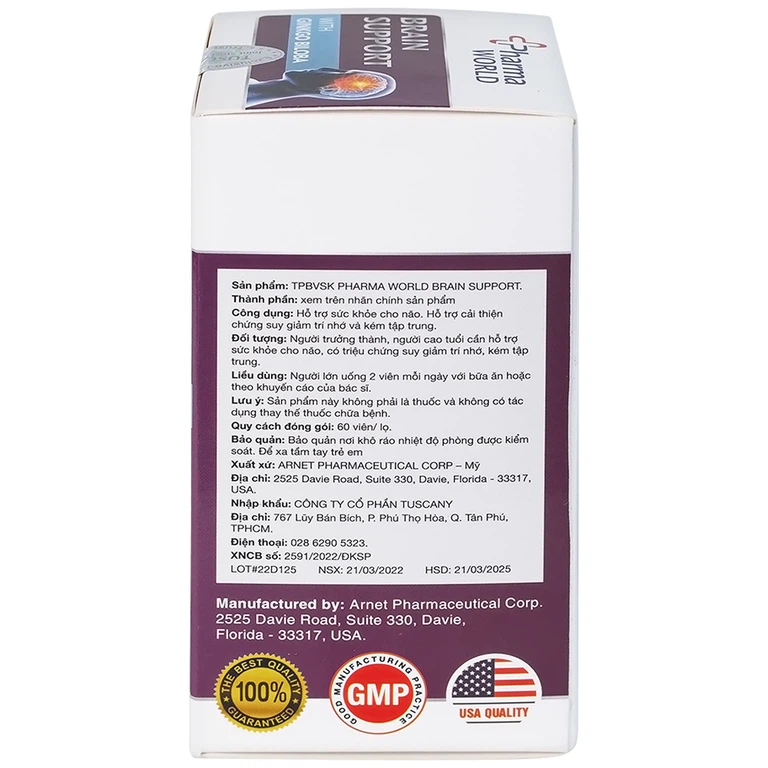 BRAIN
SUPPORT
WITH
GINKGO BILOBA
Pharma
WORLD
Sản phẩm: TPBVSK PHARMA WORLD BRAIN SUPPORT.
Thành phần: xem trên nhãn chính sản phẩm
Công dụng: Hỗ trợ sức khỏe cho não. Hỗ trợ cải thiện
chứng suy giảm trí nhớ và kém tập trung.
Đối tượng: Người trưởng thành, người cao tuổi cần hỗ trợ
sức khỏe cho não, có triệu chứng suy giảm trí nhớ, kém tập
trung.
Liều dùng: Người lớn uống 2 viên mỗi ngày với bữa ăn hoặc
theo khuyến cáo của bác sĩ.
Lưu ý: Sản phẩm này không phải là thuốc và không có tác
dụng thay thế thuốc chữa bệnh.
Quy cách đóng gói: 60 viên/ lọ.
Bảo quản: Bảo quản nơi khô ráo nhiệt độ phòng được kiểm
soát. Để xa tầm tay trẻ em
Xuất xứ: ARNET PHARMACEUTICAL CORP – Mỹ
Địa chỉ: 2525 Davie Road, Suite 330, Davie, Florida - 33317,
USA.
Nhập khẩu: CÔNG TY CỔ PHẦN TUSCANY
Địa chỉ: 767 Lũy Bán Bích, P. Phú Thọ Hòa, Q. Tân Phú,
TPHCM.
Điện thoại: 028 6290 5323.
XNCB số: 2591/2022/ĐKSP
LOT#22D125 NSX: 21/03/2022 HSD: 21/03/2025
Manufactured by: Arnet Pharmaceutical Corp.
2525 Davie Road, Suite 330, Davie,
Florida - 33317, USA.
THE BEST QUALITY
100%
GUARANTEED
GOOD MANUFACTURING PRACTICE
GMP
USA QUALITY